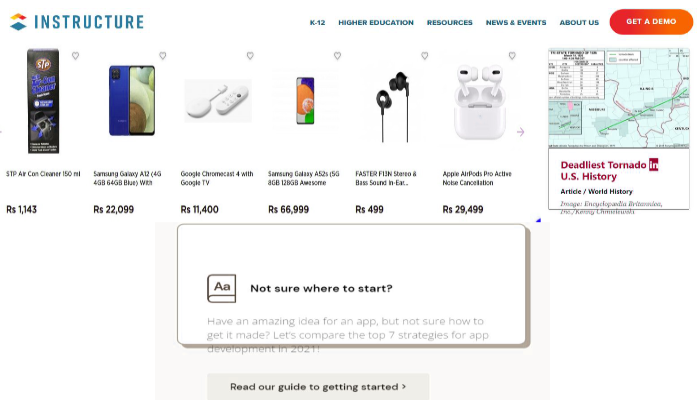 INSTRUCTURE
K-12 HIGHER EDUCATION RESOURCES NEWS & EVENTS ABOUT US GET A DEMO
STP
STP Air Con Cleaner 150 ml
Rs 1,143
Samsung Galaxy A12 (4G
4GB 64GB Blue) With
Rs 22,099
Google Chromecast 4 with
Google TV
Rs 11,400
Samsung Galaxy A52s (5G
8GB 128GB Awesome
Rs 66,999
FASTER F13N Stereo &
Bass Sound In-Ear...
Rs 499
Apple AirPods Pro Active
Noise Cancellation
Rs 29,499
Deadliest Tornado in
U.S. History
Article / World History
Image: Encyclopædia Britannica,
Inc./Kenny Chmielewski
Aa
Not sure where to start?
Have an amazing idea for an app, but not sure how to
get it made? Let's compare the top 7 strategies for app
development in 2021!
Read our guide to getting started >